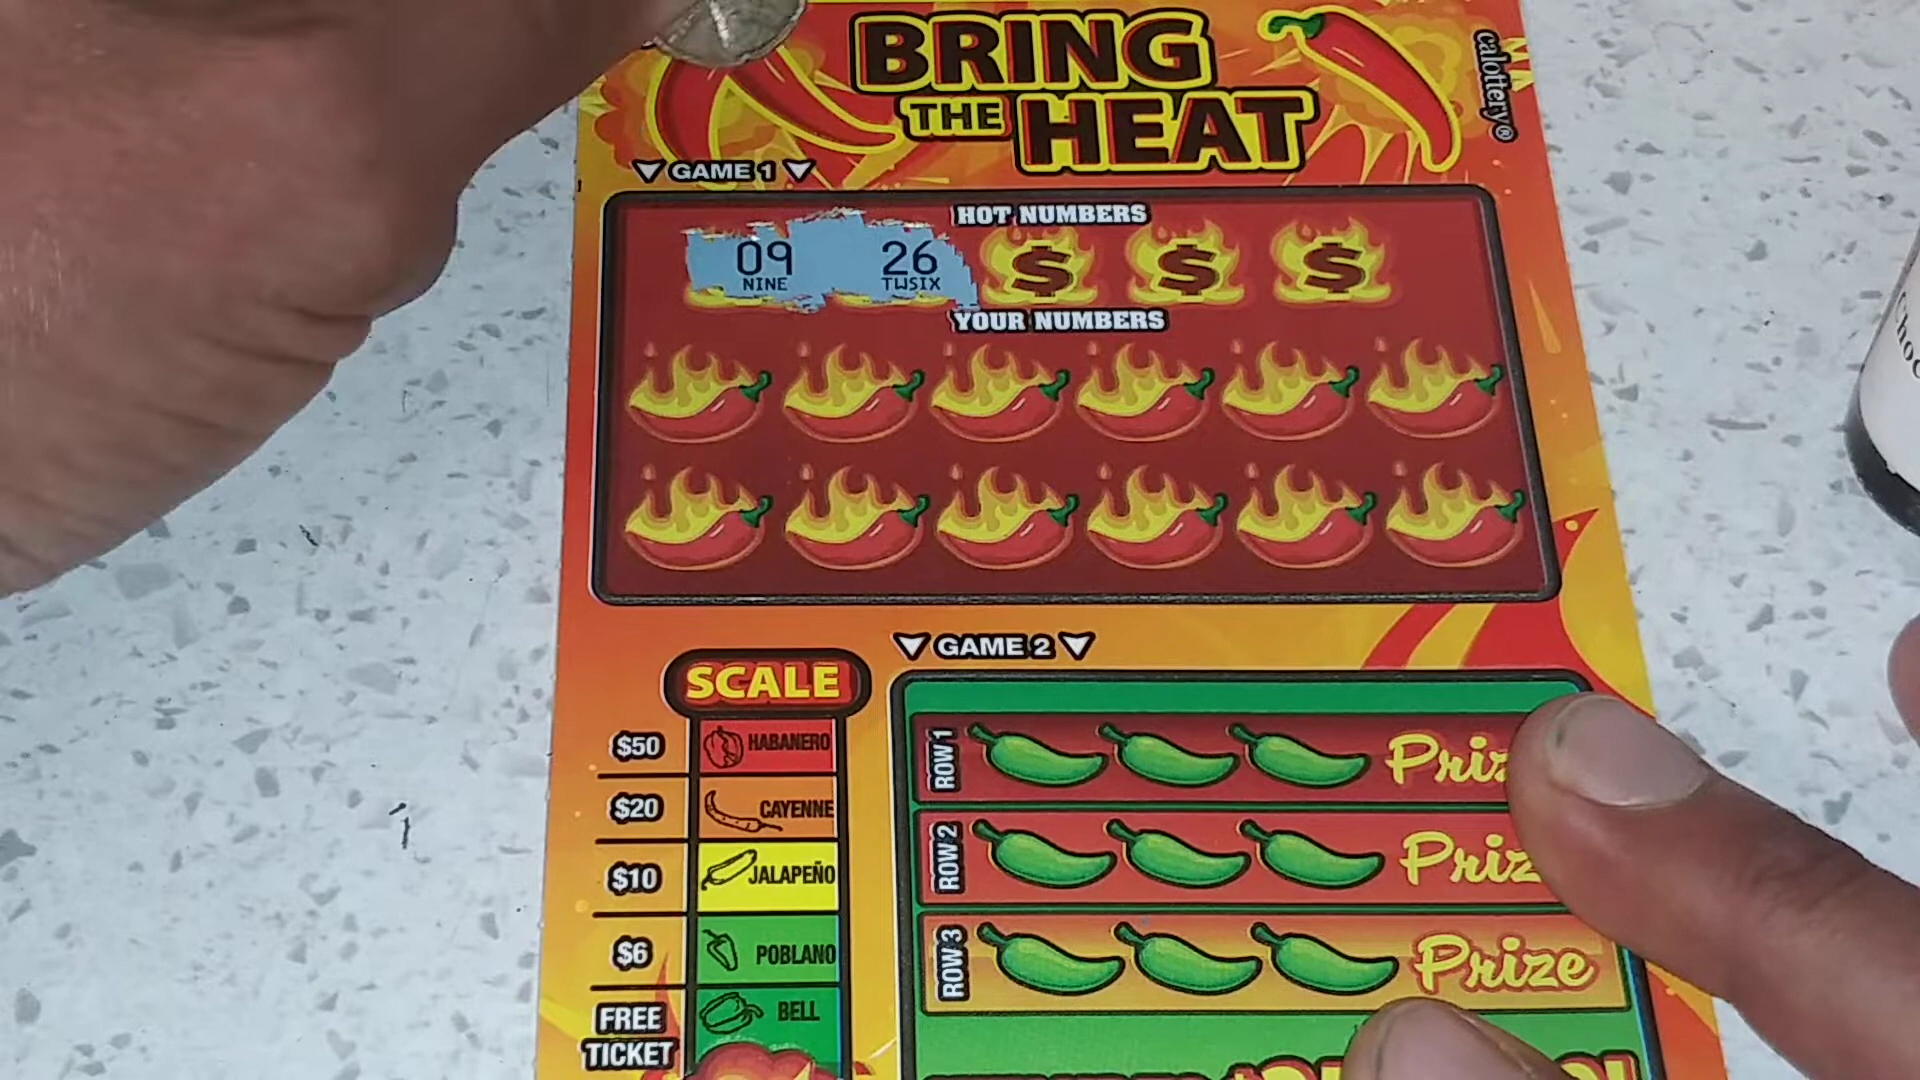 BRING
THE HEAT
calottery®
GAME 1
HOT NUMBERS
09
NINE
26
TWSIX
$ $ $
YOUR NUMBERS
GAME 2
SCALE
$50 HABANERO
$20 CAYENNE
$10 JALAPEÑO
$6 POBLANO
FREE
TICKET
BELL
ROW 1
ROW 2
ROW 3 Prize